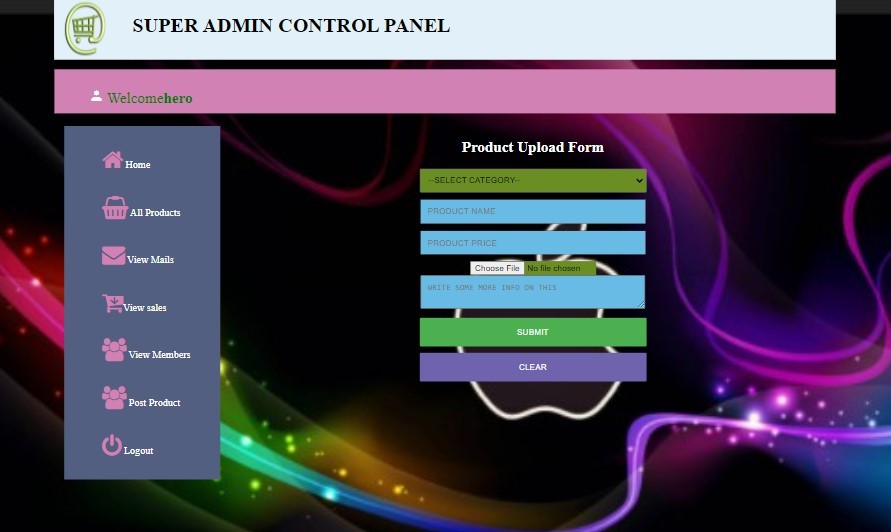 SUPER ADMIN CONTROL PANEL
Welcomehero
Home
All Products
View Mails
View sales
View Members
Post Product
Logout
Product Upload Form
--SELECT CATEGORY--
PRODUCT NAME
PRODUCT PRICE
Choose File No file chosen
WRITE SOME MORE INFO ON THIS
SUBMIT
CLEAR